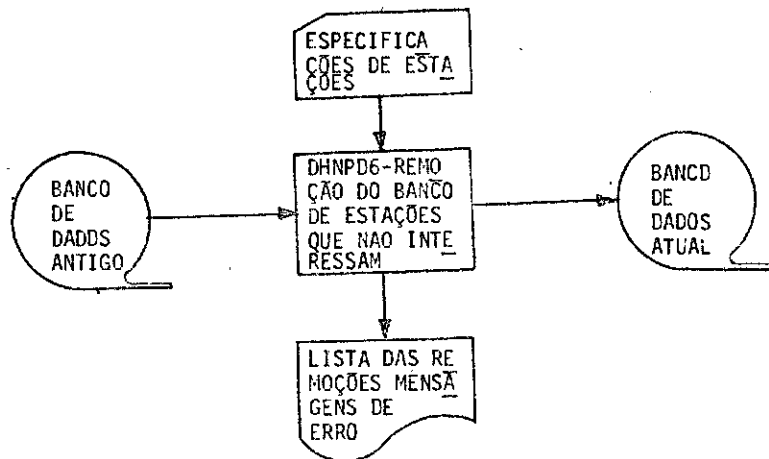 ESPECIFICA
ÇÕES DE ESTA
ÇÕES
BANCO
DE
DADDS
ANTIGO
DHNPD6-REMO
ÇÃO DO BANCO
DE ESTAÇÕES
QUE NAO INTE
RESSAM
BANCD
DE
DADOS
ATUAL
LISTA DAS RE
MOÇÕES MENSA
GENS DE
ERRO